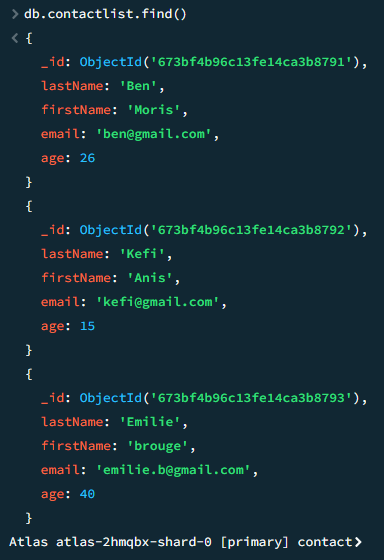 > db.contactlist.find()
< {
_id: ObjectId('673bf4b96c13fe14ca3b8791'),
lastName: 'Ben',
firstName: 'Moris',
email: 'ben@gmail.com',
age: 26
}
{
_id: ObjectId('673bf4b96c13fe14ca3b8792'),
lastName: 'Kefi',
firstName: 'Anis',
email: 'kefi@gmail.com',
age: 15
}
{
_id: ObjectId('673bf4b96c13fe14ca3b8793'),
lastName: 'Emilie',
firstName: 'brouge',
email: 'emilie.b@gmail.com',
age: 40
}
Atlas atlas-2hmqbx-shard-0 [primary] contact>